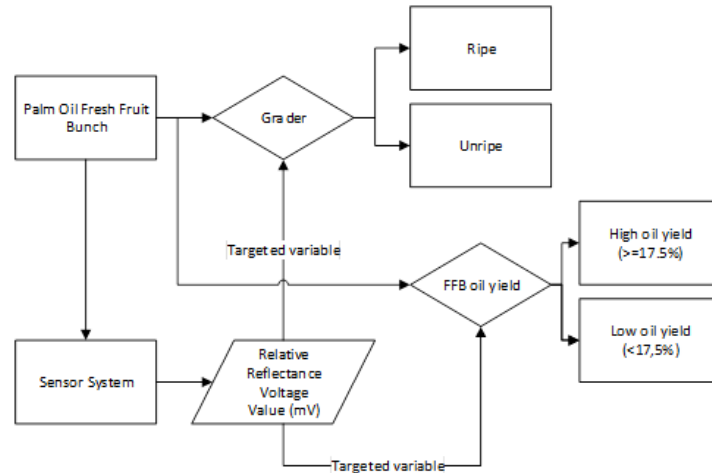 Ripe
Palm Oil Fresh Fruit
Bunch
Grader
Unripe
Targeted variable
High oil yield
(>=17.5%)
FFB oil yield
Low oil yield
(<17,5%)
Sensor System
Relative
Reflectance
Voltage
Value (mV)
Targeted variable